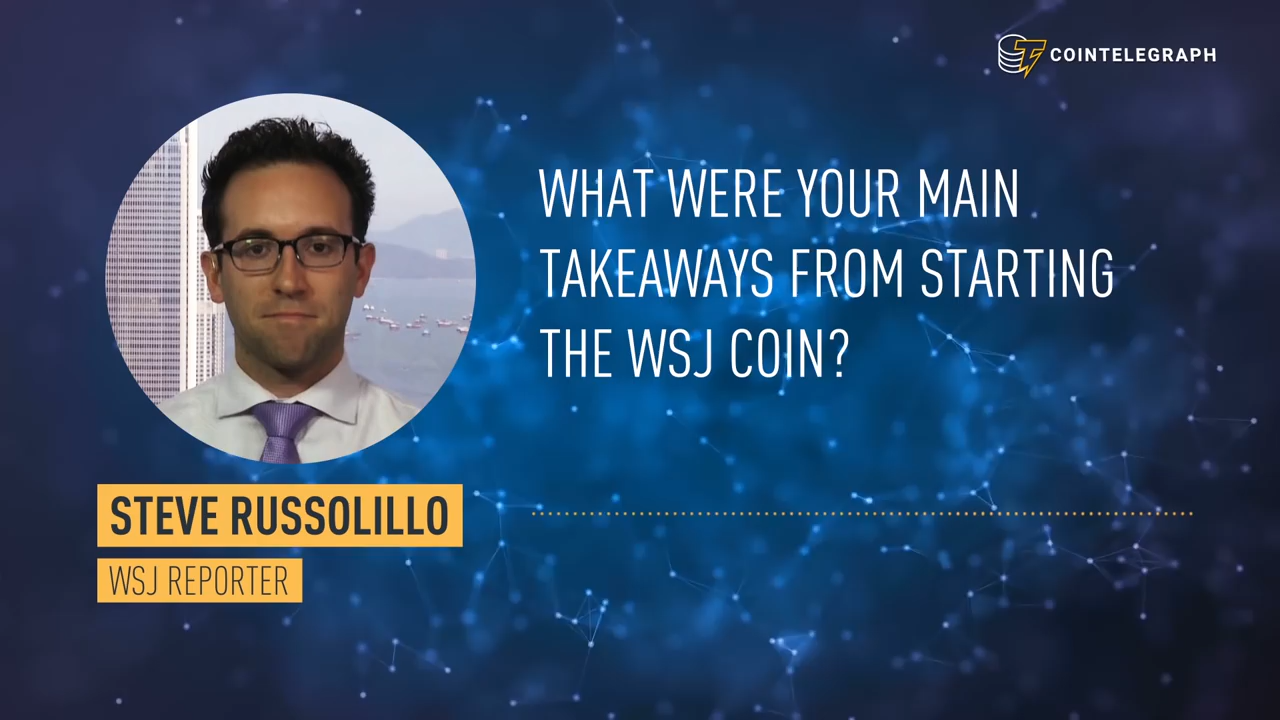 COINTELEGRAPH
WHAT WERE YOUR MAIN
TAKEAWAYS FROM STARTING
THE WSJ COIN?
STEVE RUSSOLILLO
WSJ REPORTER